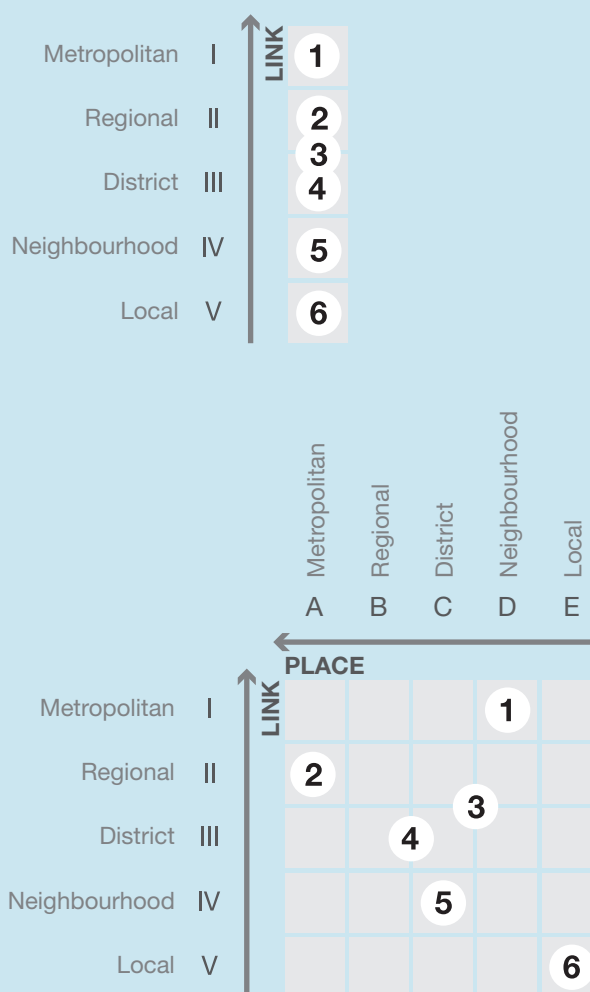 LINK
Metropolitan I 1
Regional II 2
3
District III 4
Neighbourhood IV 5
Local V 6
Metropolitan Regional District Neighbourhood Local
A B C D E
PLACE
LINK
Metropolitan I 1
Regional II 2
3
District III 4
Neighbourhood IV 5
Local V 6